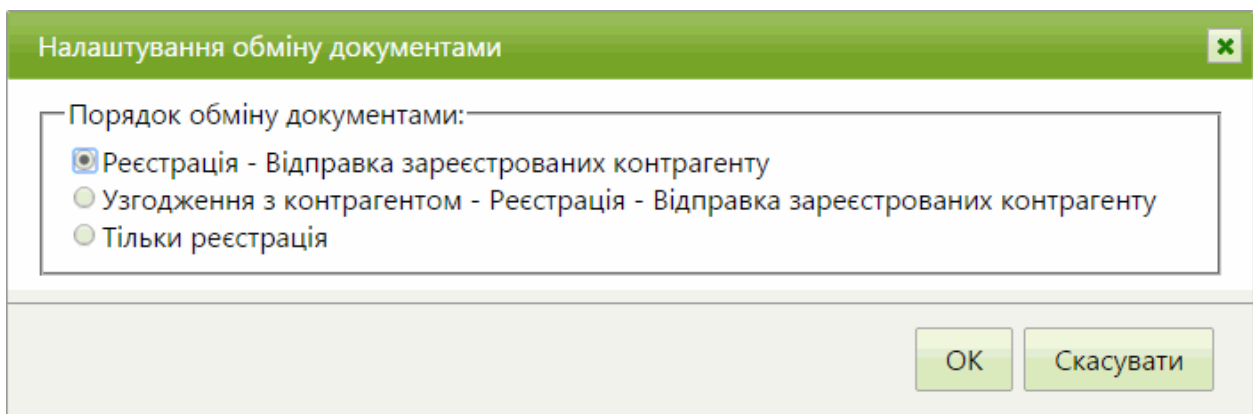 Налаштування обміну документами
Порядок обміну документами:
Реєстрація - Відправка зареєстрованих контрагенту
Узгодження з контрагентом - Реєстрація - Відправка зареєстрованих контрагенту
Тільки реєстрація
ОК Скасувати